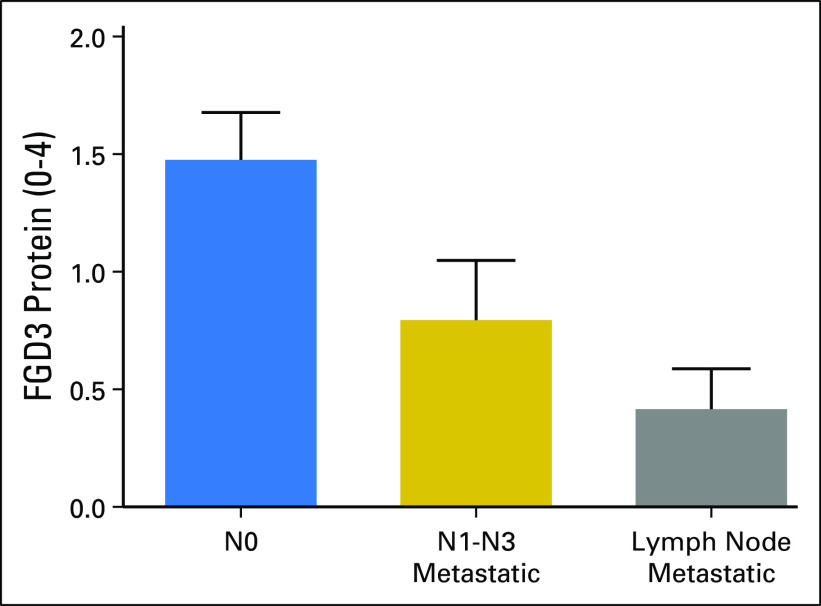 FGD3 Protein (0-4)
2.0
1.5
1.0
0.5
0.0
N0
N1-N3
Metastatic
Lymph Node
Metastatic